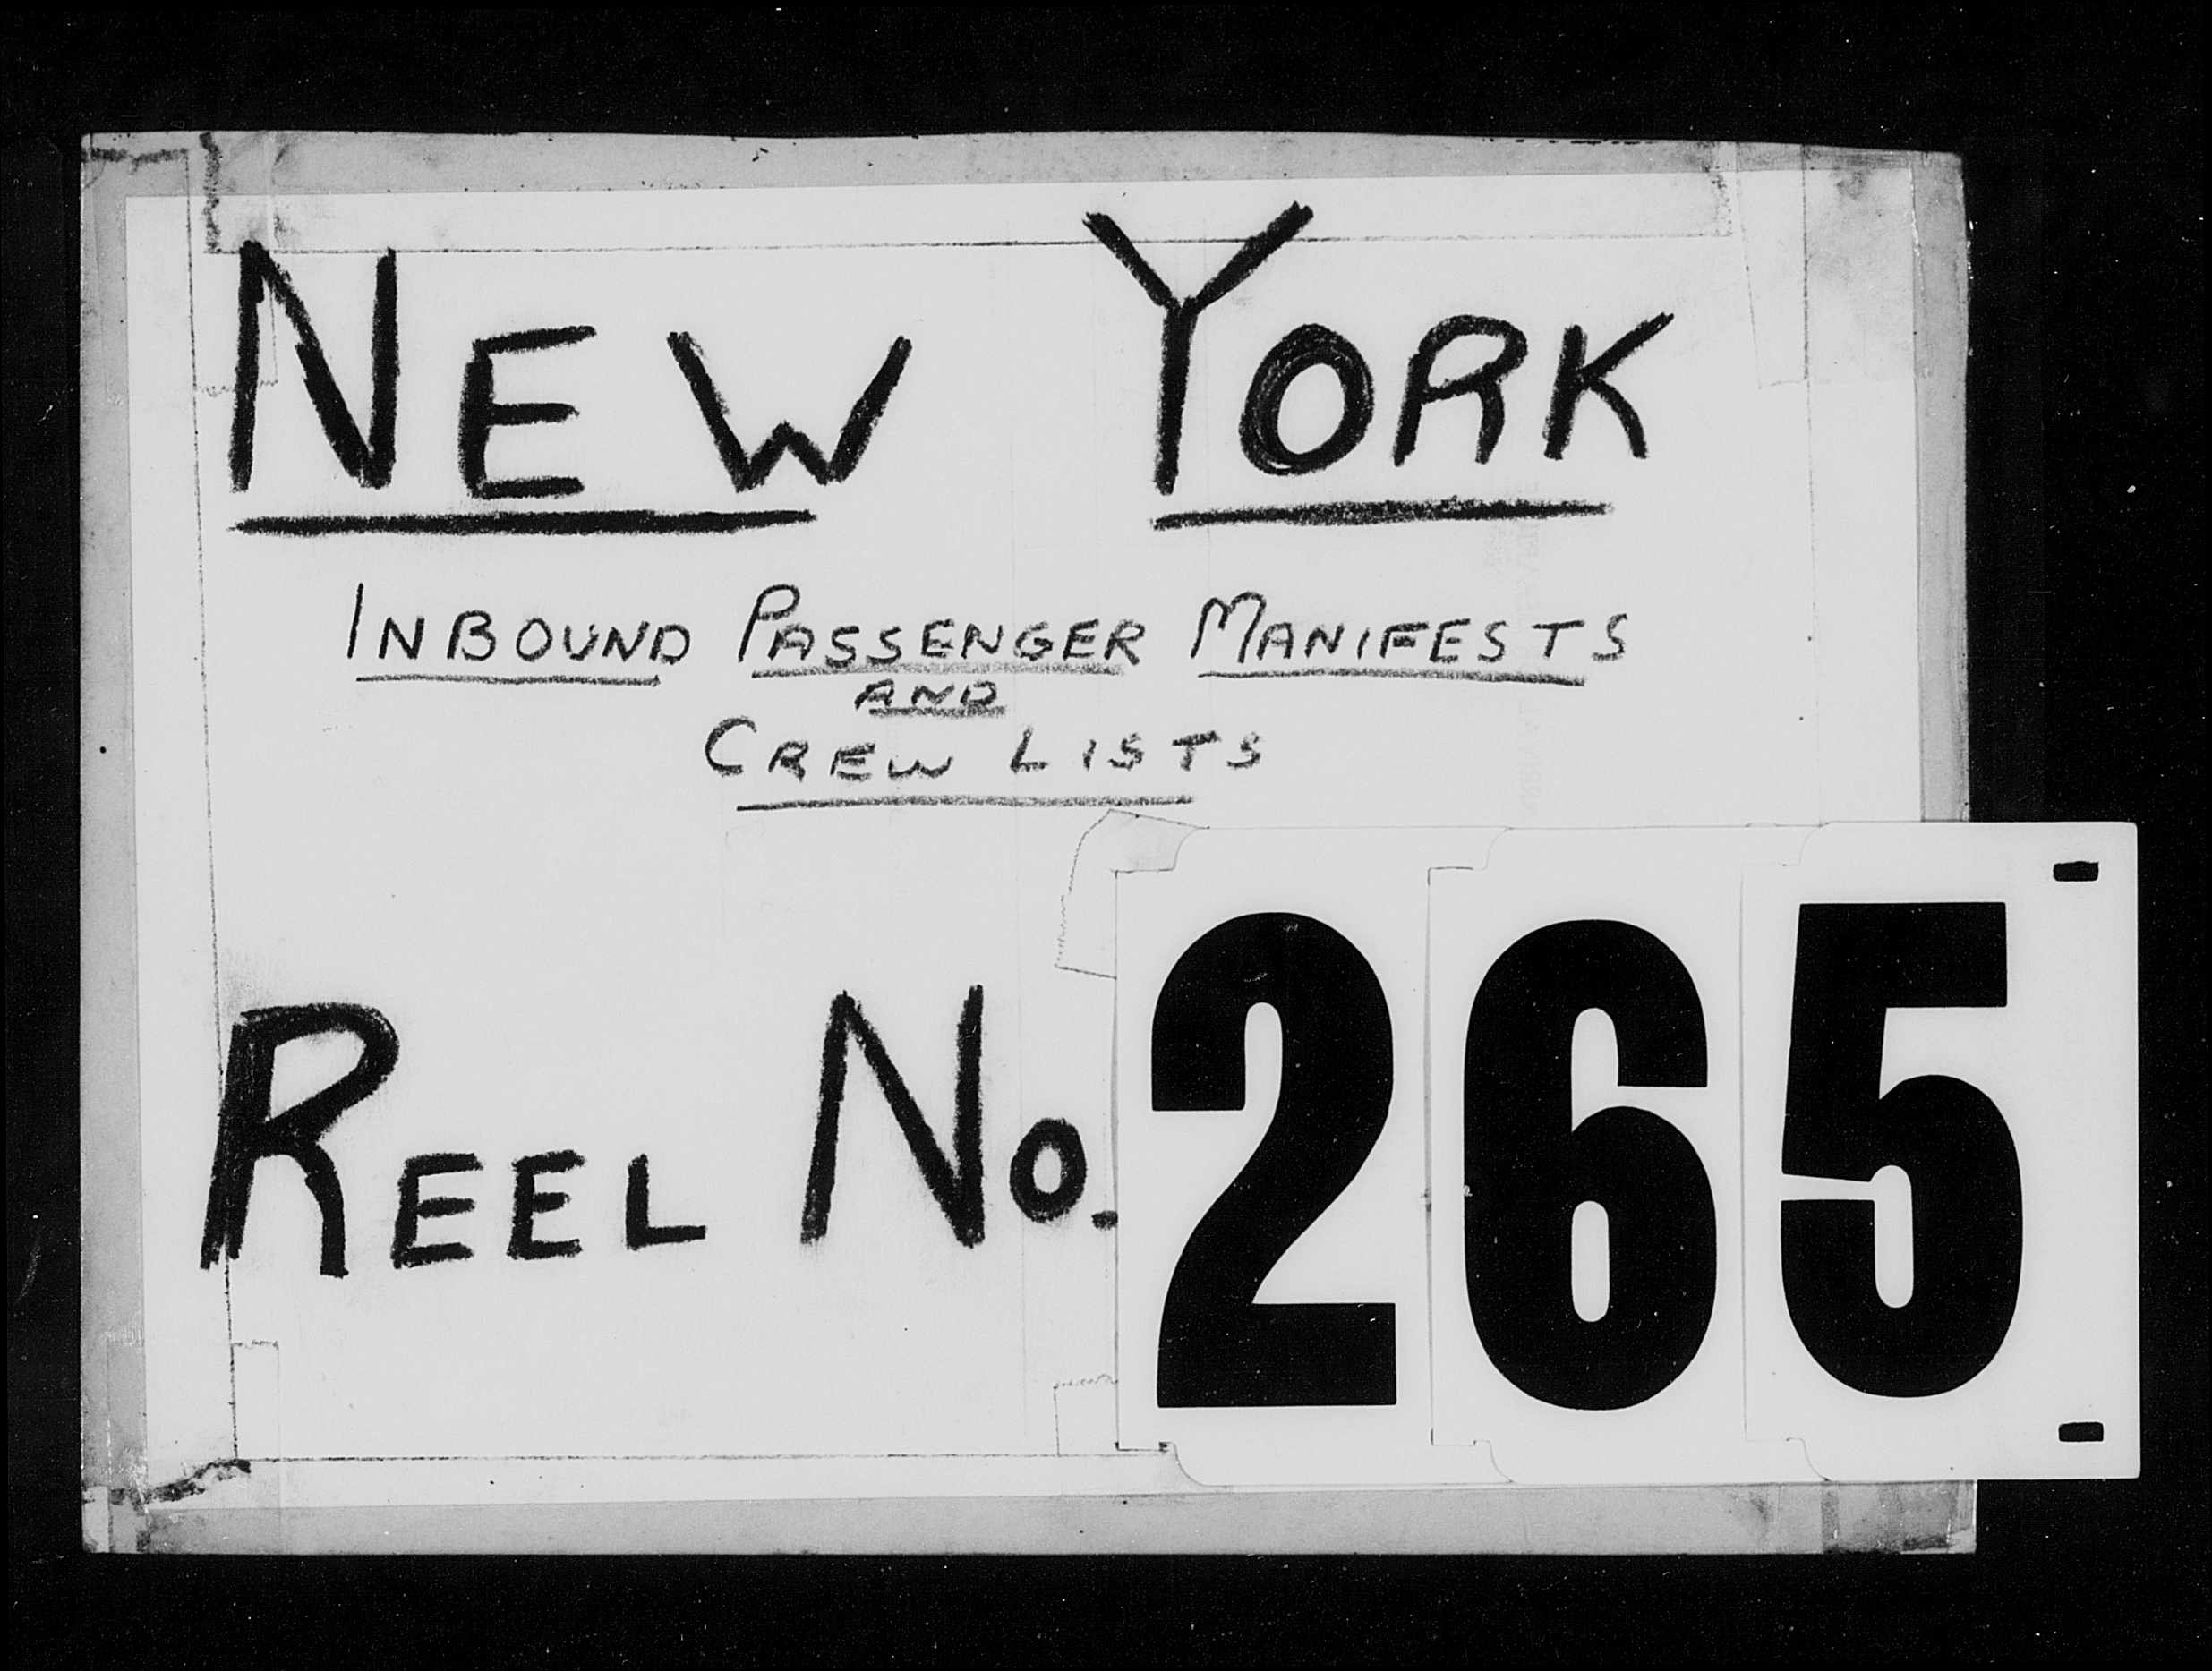 NEW YORK
INBOUND PASSENGER MANIFESTS
AND
CREW LISTS
REEL No. 265